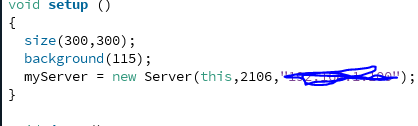 void setup ()
{
size(300,300);
background(115);
myServer = new Server(this,2106,"");
}